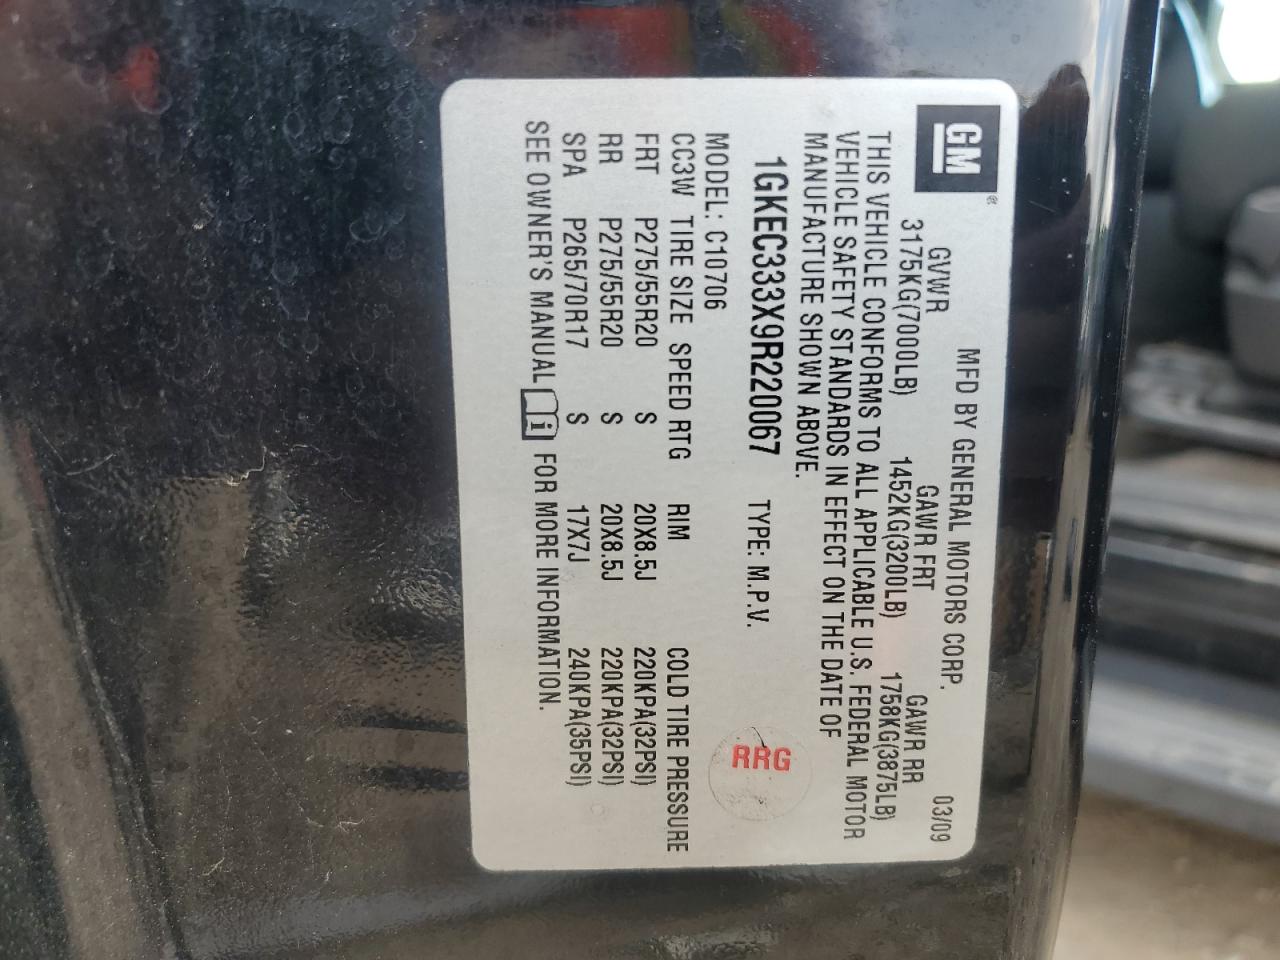 GM ®
MFD BY GENERAL MOTORS CORP. 03/09
GVWR GAWR FRT GAWR RR
3175KG(7000LB) 1452KG(3200LB) 1758KG(3875LB)
THIS VEHICLE CONFORMS TO ALL APPLICABLE U.S. FEDERAL MOTOR
VEHICLE SAFETY STANDARDS IN EFFECT ON THE DATE OF
MANUFACTURE SHOWN ABOVE.
1GKEC333X9R220067 TYPE: M.P.V.
RRG
MODEL: C10706
CC3W TIRE SIZE SPEED RTG RIM COLD TIRE PRESSURE
FRT P275/55R20 S 20X8.5J 220KPA(32PSI)
RR P275/55R20 S 20X8.5J 220KPA(32PSI)
SPA P265/70R17 S 17X7J 240KPA(35PSI)
SEE OWNER'S MANUAL i FOR MORE INFORMATION.